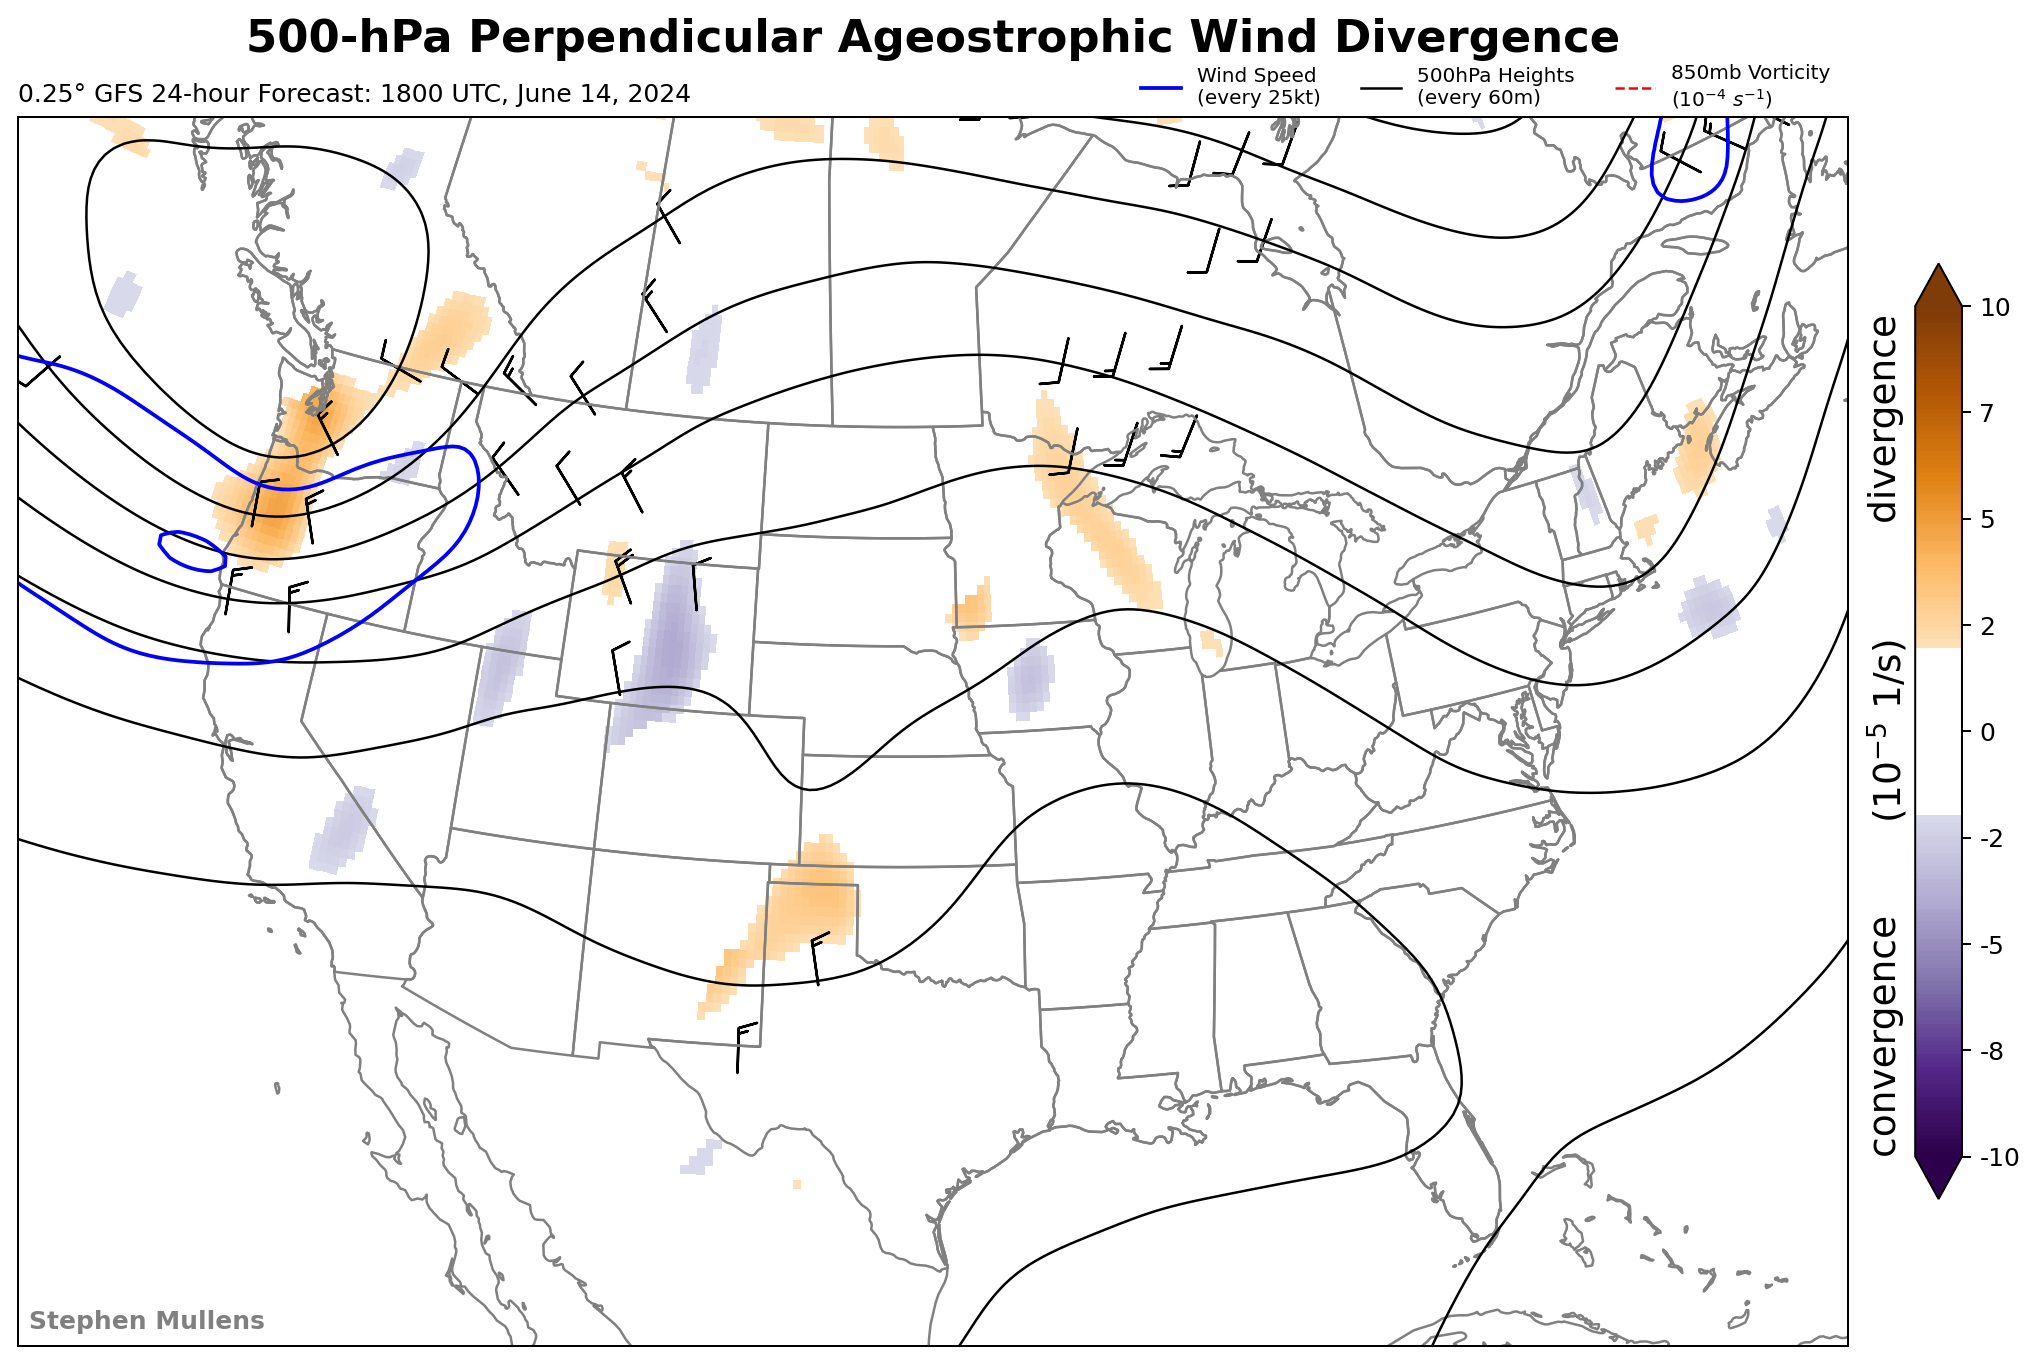 500-hPa Perpendicular Ageostrophic Wind Divergence
0.25° GFS 24-hour Forecast: 1800 UTC, June 14, 2024
Wind Speed
(every 25kt)
500hPa Heights
(every 60m)
850mb Vorticity
(10⁻⁴ s⁻¹)
10
7
5
2
0
-2
-5
-8
-10
convergence (10⁻⁵ 1/s) divergence
Stephen Mullens